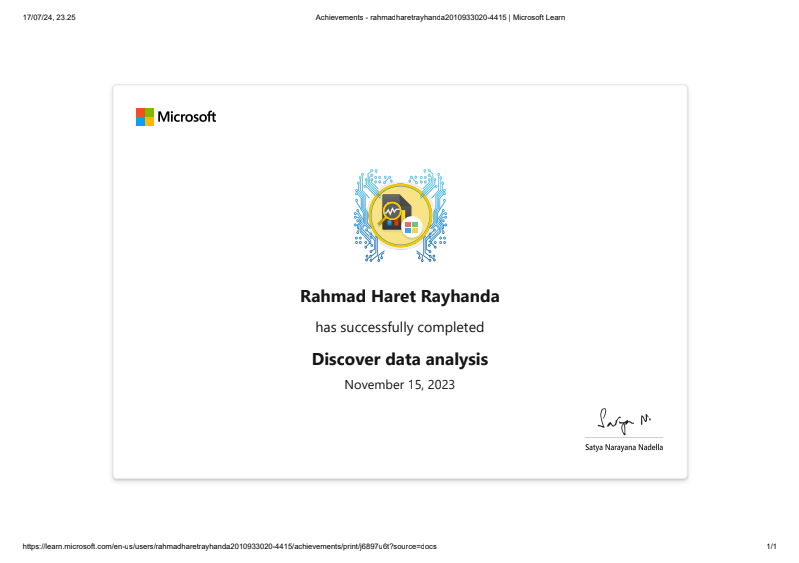 17/07/24, 23.25
Achievements - rahmadharetrayhanda2010933020-4415 | Microsoft Learn
Microsoft
Rahmad Haret Rayhanda
has successfully completed
Discover data analysis
November 15, 2023
Satya N.
Satya Narayana Nadella
https://learn.microsoft.com/en-us/users/rahmadharetrayhanda2010933020-4415/achievements/print/j6897u6t?source=docs
1/1